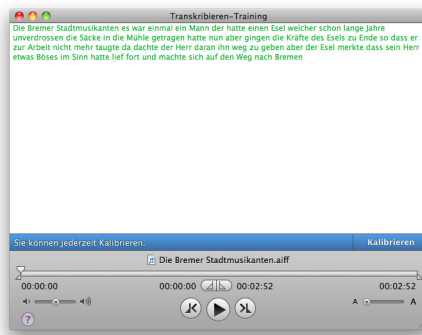 Transkribieren-Training
Die Bremer Stadtmusikanten es war einmal ein Mann der hatte einen Esel welcher schon lange Jahre
unverdrossen die Säcke in die Mühle getragen hatte nun aber gingen die Kräfte des Esels zu Ende so dass er
zur Arbeit nicht mehr taugte da dachte der Herr daran ihn weg zu geben aber der Esel merkte dass sein Herr
etwas Böses im Sinn hatte lief fort und machte sich auf den Weg nach Bremen
Sie können jederzeit Kalibrieren. Kalibrieren
Die Bremer Stadtmusikanten.aiff
00:00:00 00:00:00 00:02:52 00:02:52
A A
?